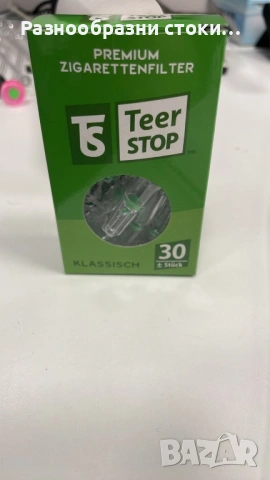 Разнообразни стоки...
PREMIUM
ZIGARETTENFILTER
TS
Teer
STOP
KLASSISCH
30
± Stück
BAZAR